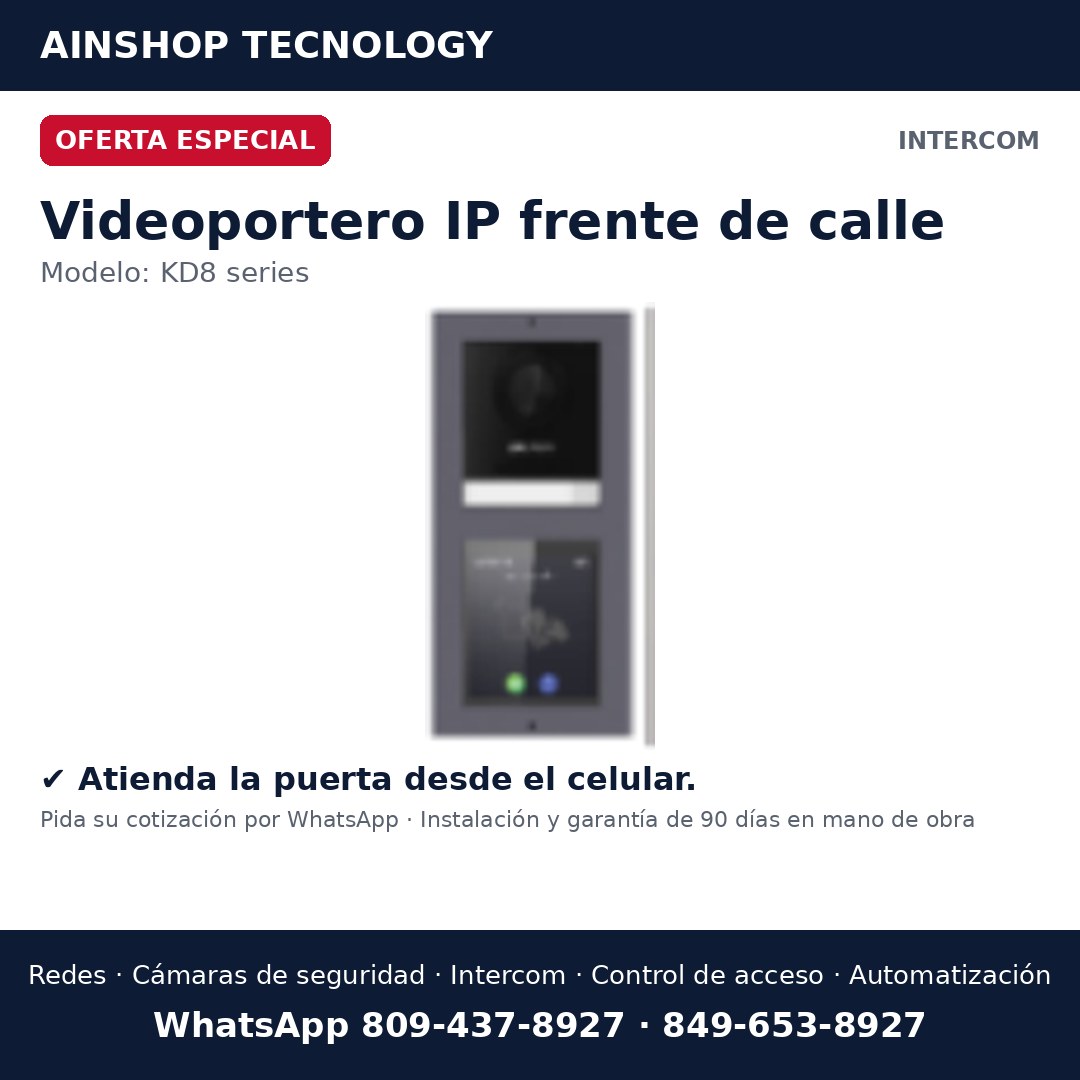 AINSHOP TECNOLOGY
OFERTA ESPECIAL
INTERCOM
Videoportero IP frente de calle
Modelo: KD8 series
✔ Atienda la puerta desde el celular.
Pida su cotización por WhatsApp · Instalación y garantía de 90 días en mano de obra
Redes · Cámaras de seguridad · Intercom · Control de acceso · Automatización
WhatsApp 809-437-8927 · 849-653-8927